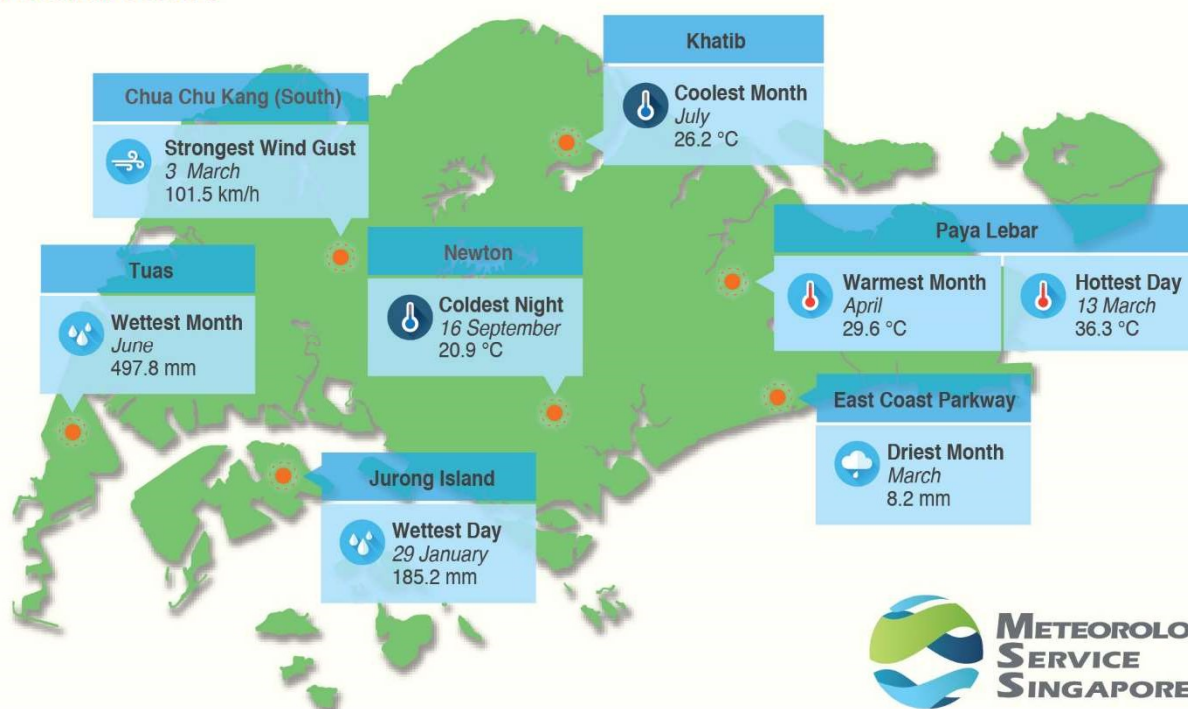 Khatib
Coolest Month
July
26.2 °C
Chua Chu Kang (South)
Strongest Wind Gust
3 March
101.5 km/h
Paya Lebar
Warmest Month
April
29.6 °C
Hottest Day
13 March
36.3 °C
Tuas
Wettest Month
June
497.8 mm
Newton
Coldest Night
16 September
20.9 °C
East Coast Parkway
Driest Month
March
8.2 mm
Jurong Island
Wettest Day
29 January
185.2 mm
METEOROLO
SERVICE
SINGAPORE